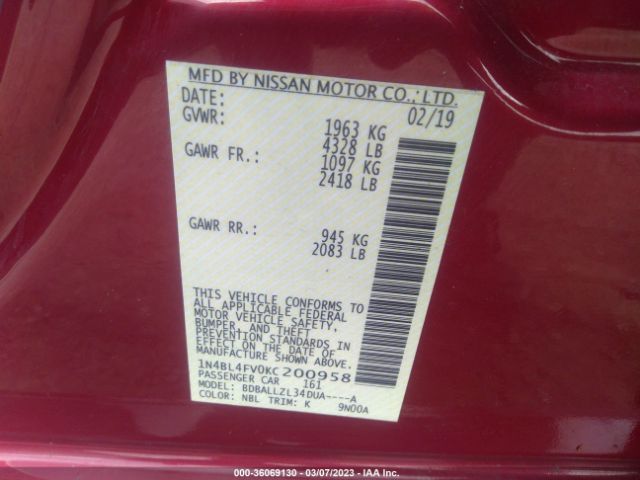 MFD BY NISSAN MOTOR CO., LTD.
DATE: 02/19
GVWR: 1963 KG
4328 LB
GAWR FR.: 1097 KG
2418 LB
GAWR RR.: 945 KG
2083 LB
THIS VEHICLE CONFORMS TO
ALL APPLICABLE FEDERAL
MOTOR VEHICLE SAFETY,
BUMPER, AND THEFT
PREVENTION STANDARDS IN
EFFECT ON THE DATE OF
MANUFACTURE SHOWN ABOVE.
1N4BL4FV0KC200958
PASSENGER CAR 161
MODEL: BDBALLZL34DUA----A
COLOR: NBL TRIM: K 9N00A
000-36069130 - 03/07/2023 - IAA Inc.